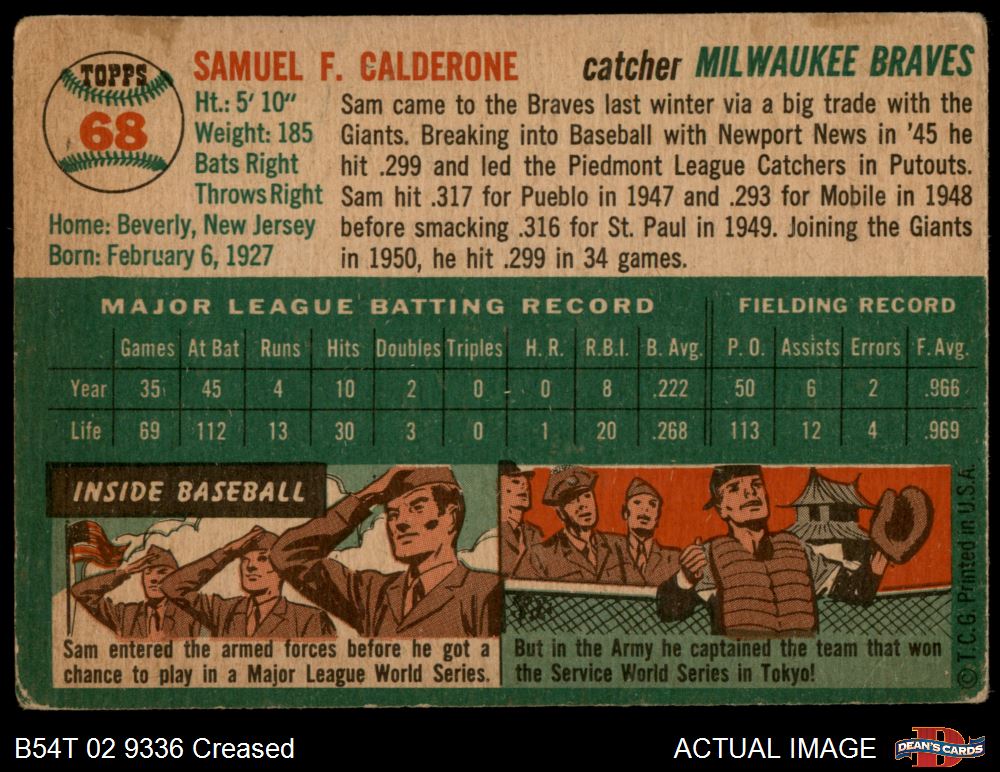 TOPPS
68
SAMUEL F. CALDERONE
catcher MILWAUKEE BRAVES
Ht.: 5' 10"
Weight: 185
Bats Right
Throws Right
Home: Beverly, New Jersey
Born: February 6, 1927
Sam came to the Braves last winter via a big trade with the
Giants. Breaking into Baseball with Newport News in '45 he
hit .299 and led the Piedmont League Catchers in Putouts.
Sam hit .317 for Pueblo in 1947 and .293 for Mobile in 1948
before smacking .316 for St. Paul in 1949. Joining the Giants
in 1950, he hit .299 in 34 games.
MAJOR LEAGUE BATTING RECORD FIELDING RECORD
Games At Bat Runs Hits Doubles Triples H. R. R.B.I. B. Avg. P. O. Assists Errors F. Avg.
Year 35 45 4 10 2 0 0 8 .222 50 6 2 .966
Life 69 112 13 30 3 0 1 20 .268 113 12 4 .969
INSIDE BASEBALL
Sam entered the armed forces before he got a
chance to play in a Major League World Series.
But in the Army he captained the team that won
the Service World Series in Tokyo!
© T.C.G. Printed in U.S.A.
B54T 02 9336 Creased
ACTUAL IMAGE
DEAN'S CARDS